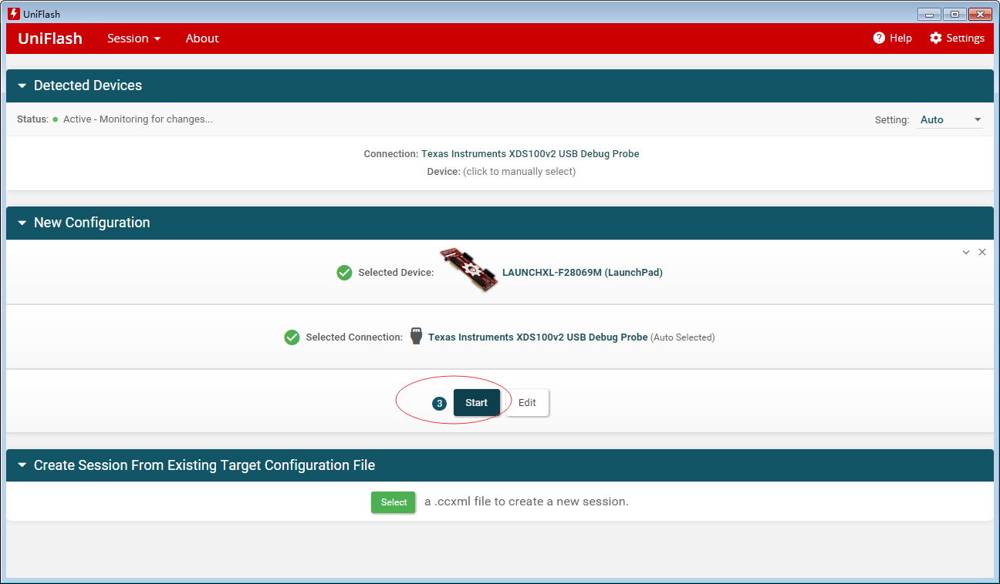 UniFlash
UniFlash Session About Help Settings
Detected Devices
Status: Active - Monitoring for changes... Setting: Auto
Connection: Texas Instruments XDS100v2 USB Debug Probe
Device: (click to manually select)
New Configuration
Selected Device: LAUNCHXL-F28069M (LaunchPad)
Selected Connection: Texas Instruments XDS100v2 USB Debug Probe (Auto Selected)
3 Start Edit
Create Session From Existing Target Configuration File
Select a .ccxml file to create a new session.